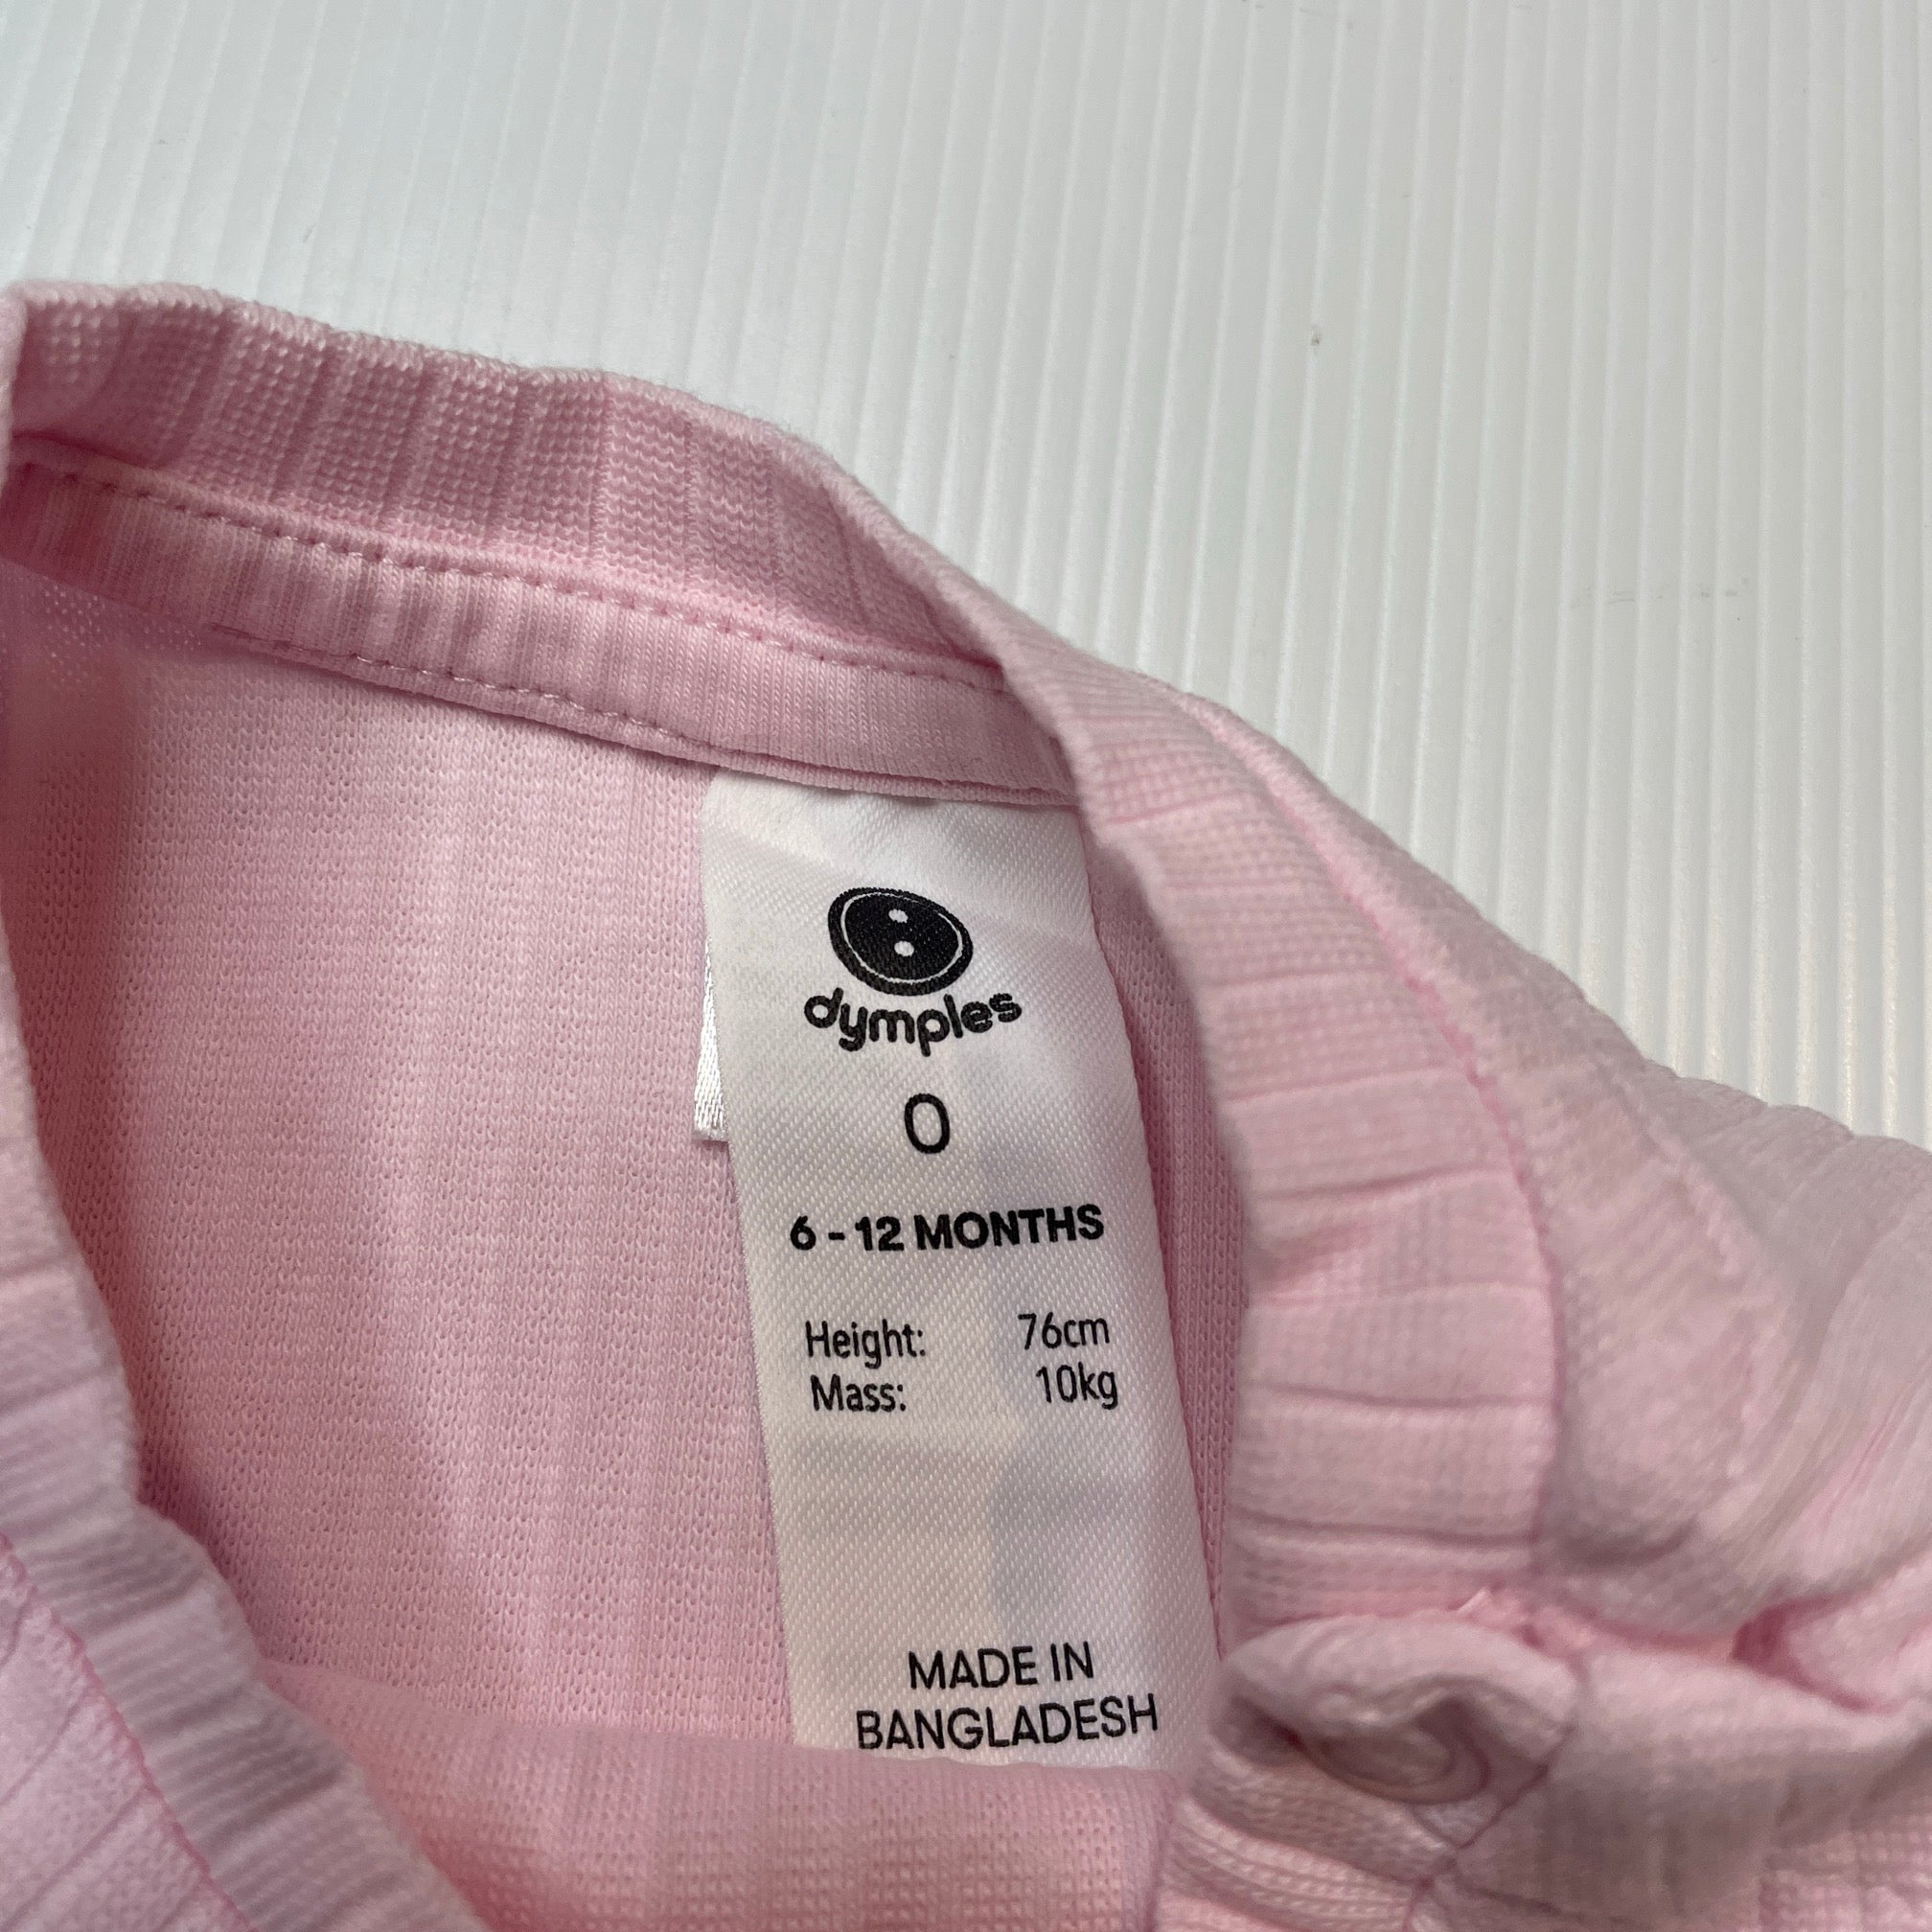 dymples
0
6 - 12 MONTHS
Height: 76cm
Mass: 10kg
MADE IN
BANGLADESH